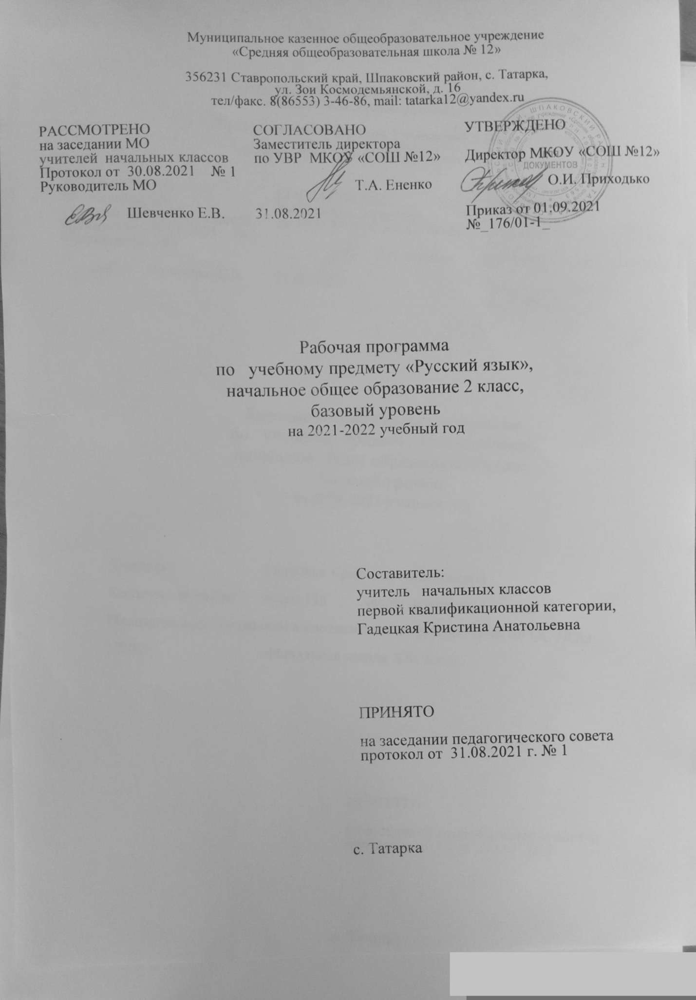 Муниципальное казенное общеобразовательное учреждение
«Средняя общеобразовательная школа № 12»
356231 Ставропольский край, Шпаковский район, с. Татарка,
ул. Зои Космодемьянской, д. 16
тел/факс. 8(86553) 3-46-86, mail: tatarka12@yandex.ru
РАССМОТРЕНО
на заседании МО
учителей начальных классов
Протокол от 30.08.2021 № 1
Руководитель МО
Шевченко Е.В.
СОГЛАСОВАНО
Заместитель директора
по УВР МКОУ «СОШ №12»
Т.А. Ененко
31.08.2021
УТВЕРЖДЕНО
Директор МКОУ «СОШ №12»
О.И. Приходько
Приказ от 01.09.2021
№_176/01-1_
ШПАКОВСКИЙ РАЙОН
ДОКУМЕНТОВ
Рабочая программа
по учебному предмету «Русский язык»,
начальное общее образование 2 класс,
базовый уровень
на 2021-2022 учебный год
Составитель:
учитель начальных классов
первой квалификационной категории,
Гадецкая Кристина Анатольевна
ПРИНЯТО
на заседании педагогического совета
протокол от 31.08.2021 г. № 1
с. Татарка